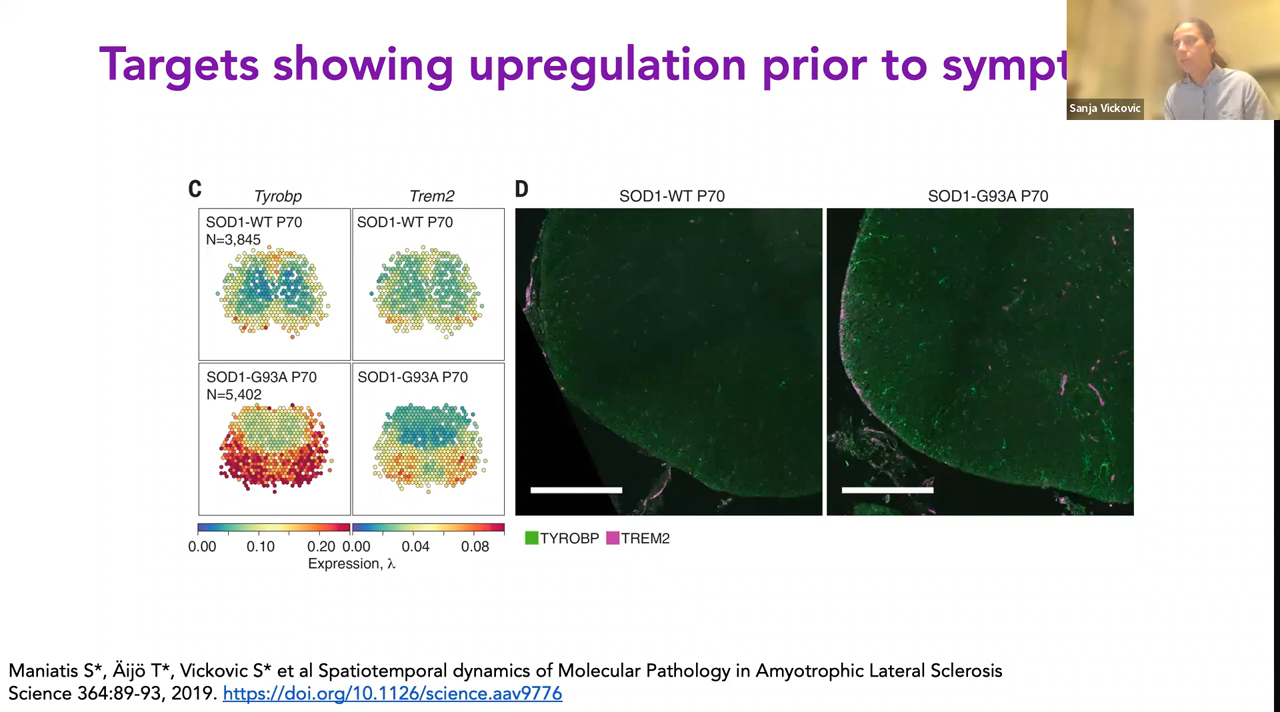 Targets showing upregulation prior to sympt
Sanja Vickovic
C
Tyrobp
Trem2
SOD1-WT P70
N=3,845
SOD1-WT P70
SOD1-G93A P70
N=5,402
SOD1-G93A P70
0.00 0.10 0.20 0.00 0.04 0.08
Expression, λ
D
SOD1-WT P70
SOD1-G93A P70
TYROBP TREM2
Maniatis S*, Äijö T*, Vickovic S* et al Spatiotemporal dynamics of Molecular Pathology in Amyotrophic Lateral Sclerosis
Science 364:89-93, 2019. https://doi.org/10.1126/science.aav9776